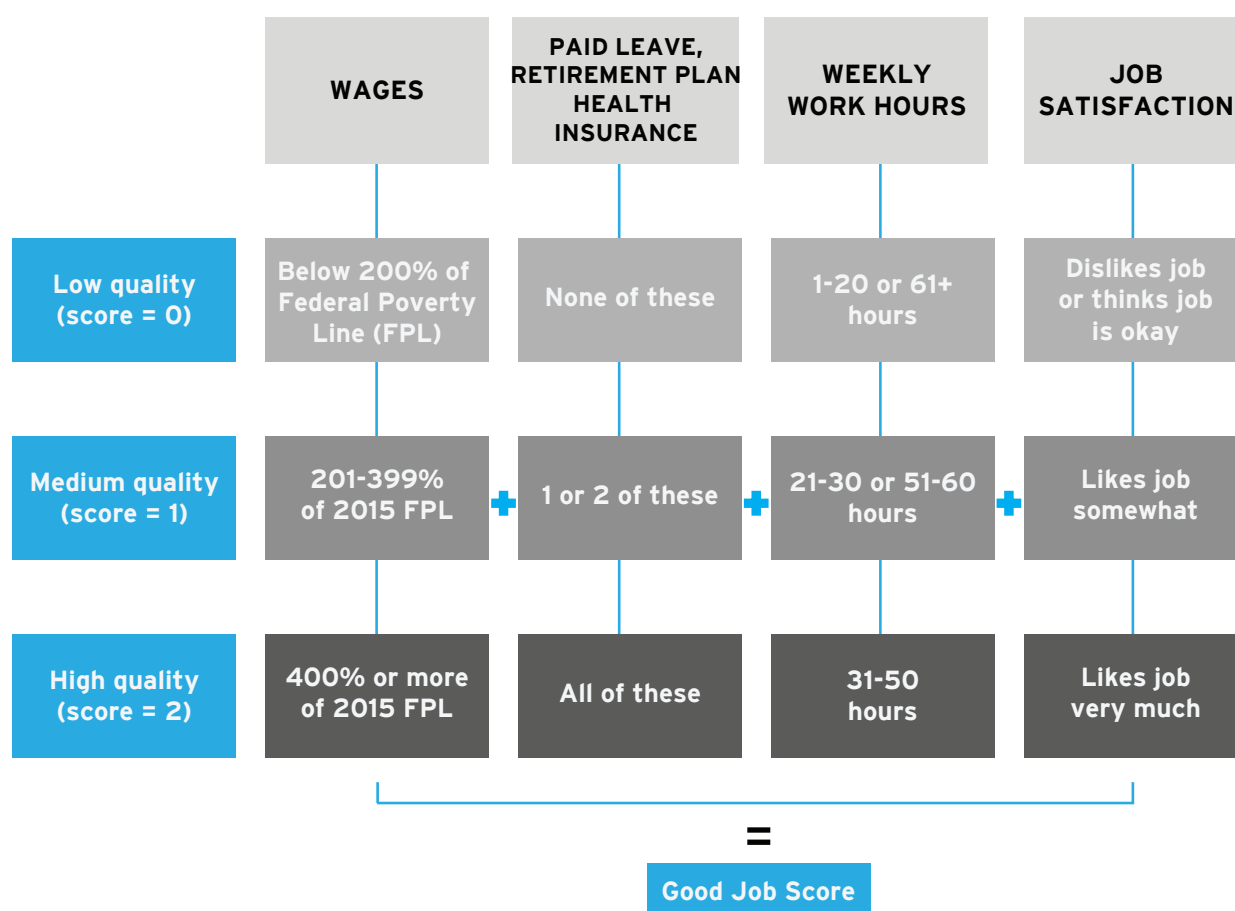 WAGES
PAID LEAVE,
RETIREMENT PLAN
HEALTH
INSURANCE
WEEKLY
WORK HOURS
JOB
SATISFACTION
Low quality
(score = 0)
Below 200% of
Federal Poverty
Line (FPL)
None of these
1-20 or 61+
hours
Dislikes job
or thinks job
is okay
Medium quality
(score = 1)
201-399%
of 2015 FPL
1 or 2 of these
21-30 or 51-60
hours
Likes job
somewhat
High quality
(score = 2)
400% or more
of 2015 FPL
All of these
31-50
hours
Likes job
very much
=
Good Job Score